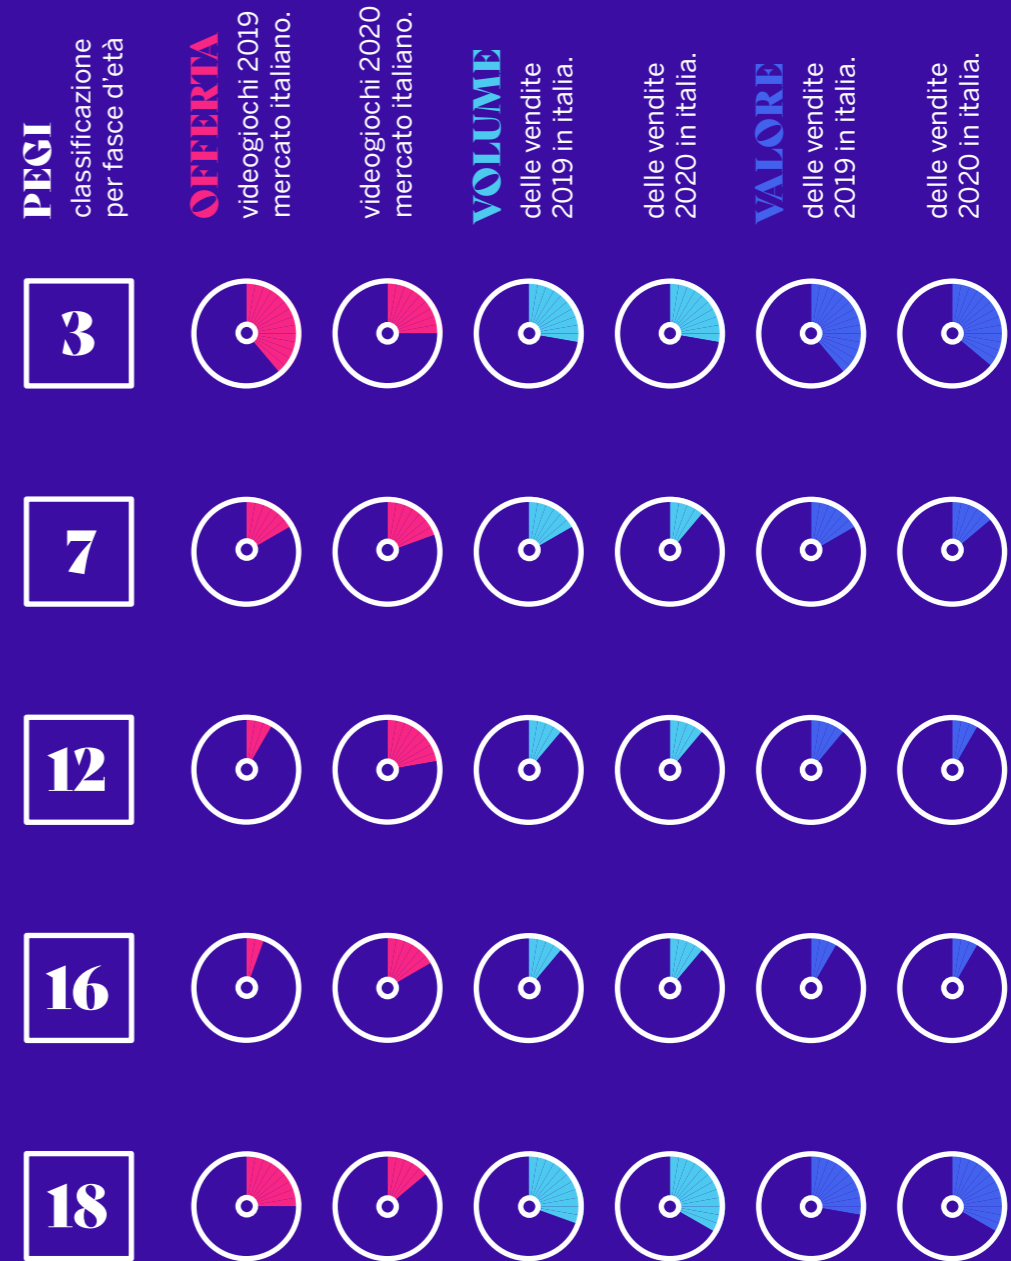 PEGI
classificazione
per fasce d'età
OFFERTA
videogiochi 2019
mercato italiano.
videogiochi 2020
mercato italiano.
VOLUME
delle vendite
2019 in italia.
delle vendite
2020 in italia.
VALORE
delle vendite
2019 in italia.
delle vendite
2020 in italia.
3
7
12
16
18